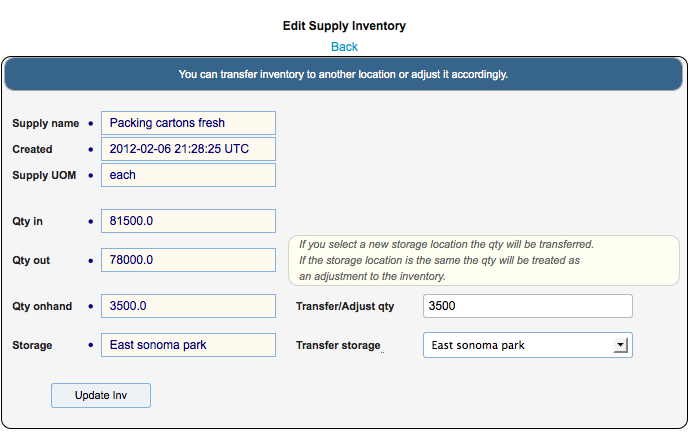 Edit Supply Inventory
Back
You can transfer inventory to another location or adjust it accordingly.
Supply name • Packing cartons fresh
Created • 2012-02-06 21:28:25 UTC
Supply UOM • each
Qty in • 81500.0
Qty out • 78000.0
If you select a new storage location the qty will be transferred.
If the storage location is the same the qty will be treated as
an adjustment to the inventory.
Qty onhand • 3500.0 Transfer/Adjust qty 3500
Storage • East sonoma park Transfer storage.. East sonoma park
Update Inv